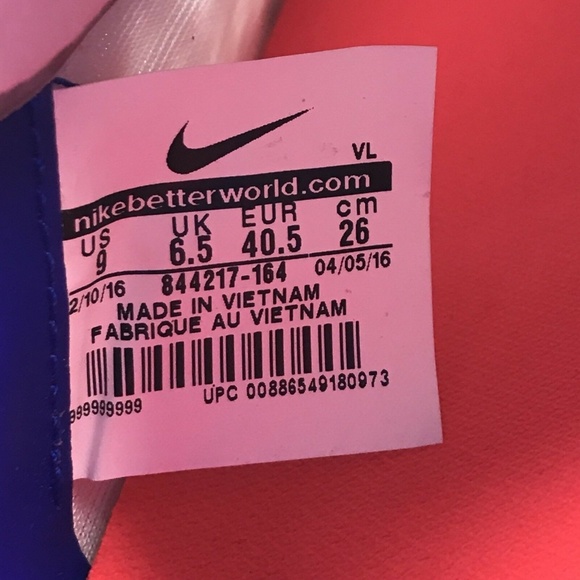 VL
nikebetterworld.com
US UK EUR cm
9 6.5 40.5 26
2/10/16 844217-164 04/05/16
MADE IN VIETNAM
FABRIQUE AU VIETNAM
999999999 UPC 00886549180973